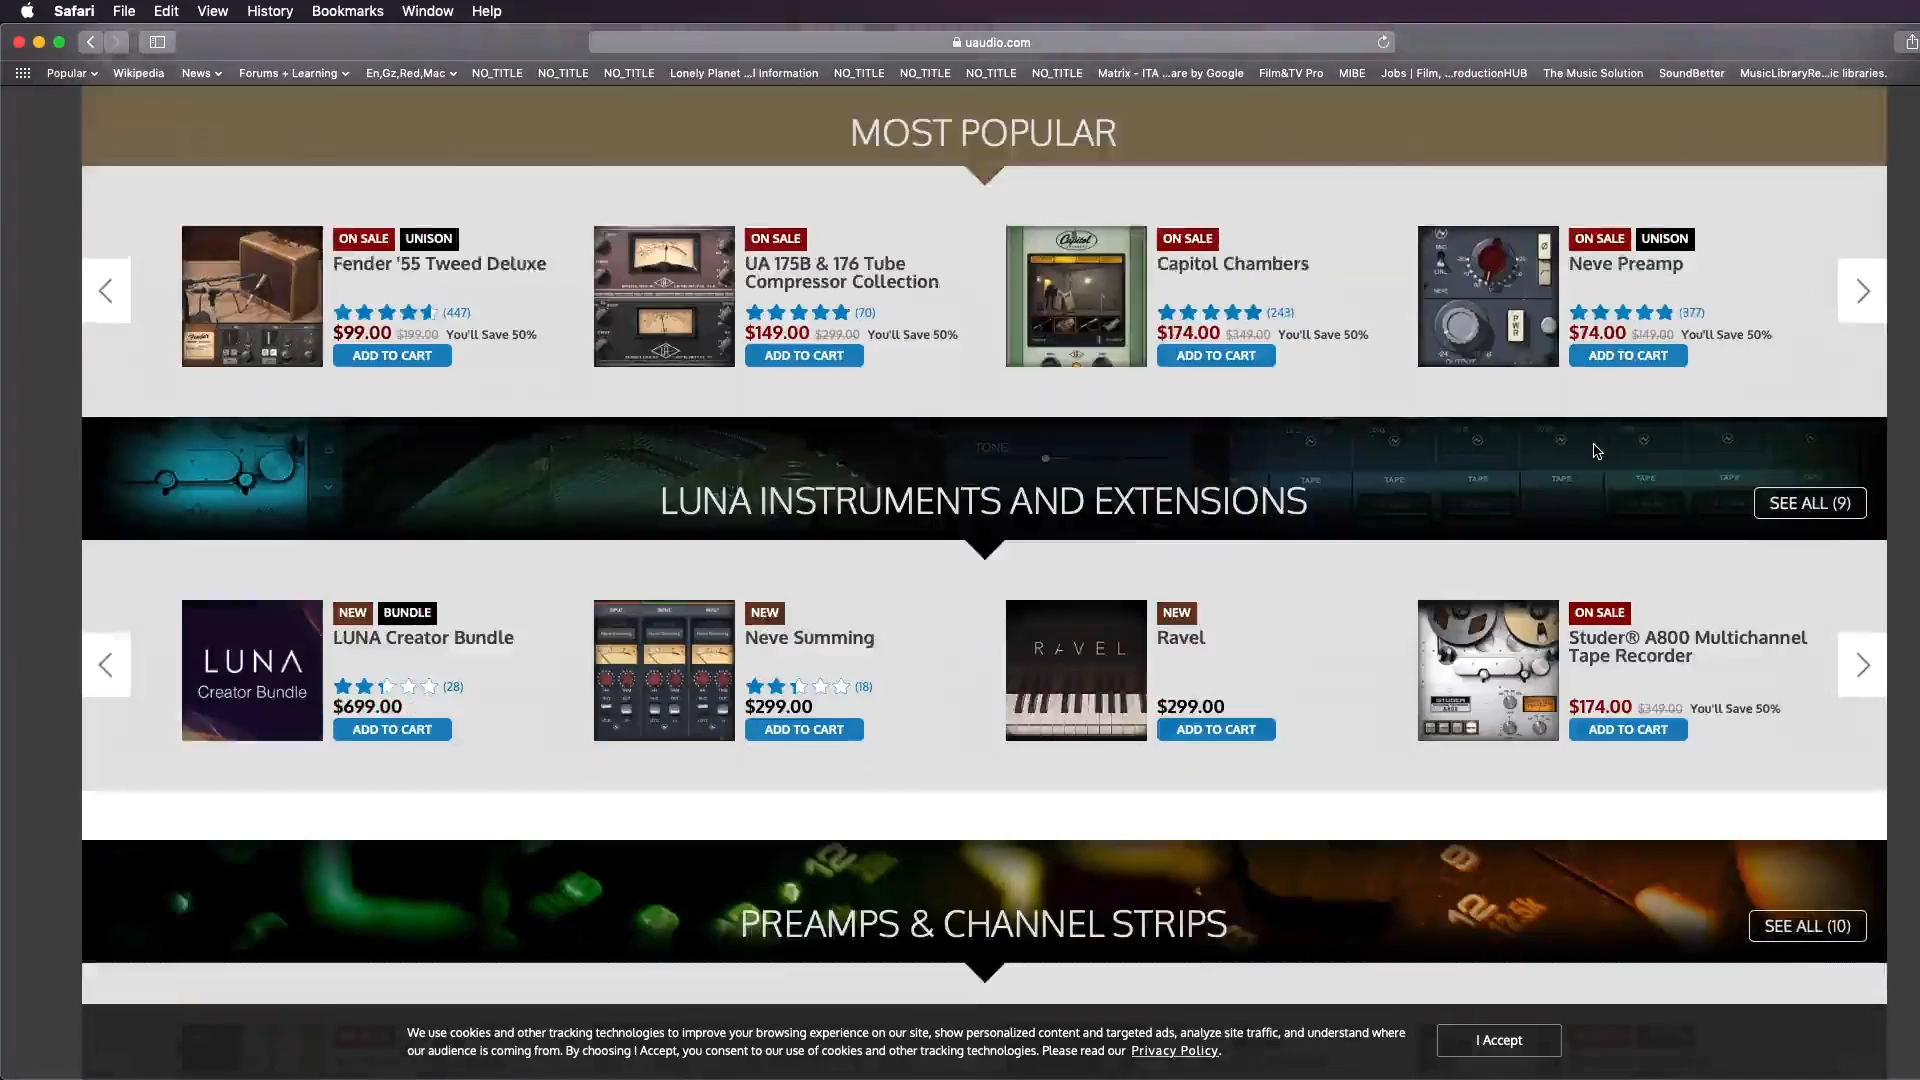 Safari File Edit View History Bookmarks Window Help
uaudio.com
Popular Wikipedia News Forums + Learning En,Gz,Red,Mac NO_TITLE NO_TITLE NO_TITLE Lonely Planet ...l Information NO_TITLE NO_TITLE NO_TITLE NO_TITLE Matrix - ITA ...are by Google Film&TV Pro MIBE Jobs | Film, ...roductionHUB The Music Solution SoundBetter MusicLibraryRe...ic libraries.
MOST POPULAR
ON SALE UNISON
Fender '55 Tweed Deluxe
(447)
$99.00 $199.00 You'll Save 50%
ADD TO CART
ON SALE
UA 175B & 176 Tube
Compressor Collection
(70)
$149.00 $299.00 You'll Save 50%
ADD TO CART
Capitol
ON SALE
Capitol Chambers
(243)
$174.00 $349.00 You'll Save 50%
ADD TO CART
PWR
ON SALE UNISON
Neve Preamp
(377)
$74.00 $149.00 You'll Save 50%
ADD TO CART
TONE
TAPE TAPE TAPE TAPE TAPE TAPE
LUNA INSTRUMENTS AND EXTENSIONS
SEE ALL (9)
LUNA
Creator Bundle
NEW BUNDLE
LUNA Creator Bundle
(28)
$699.00
ADD TO CART
NEW
Neve Summing
(18)
$299.00
ADD TO CART
RAVEL
NEW
Ravel
$299.00
ADD TO CART
STUDER
ON SALE
Studer® A800 Multichannel
Tape Recorder
$174.00 $349.00 You'll Save 50%
ADD TO CART
PREAMPS & CHANNEL STRIPS
SEE ALL (10)
We use cookies and other tracking technologies to improve your browsing experience on our site, show personalized content and targeted ads, analyze site traffic, and understand where
our audience is coming from. By choosing I Accept, you consent to our use of cookies and other tracking technologies. Please read our Privacy Policy.
I Accept